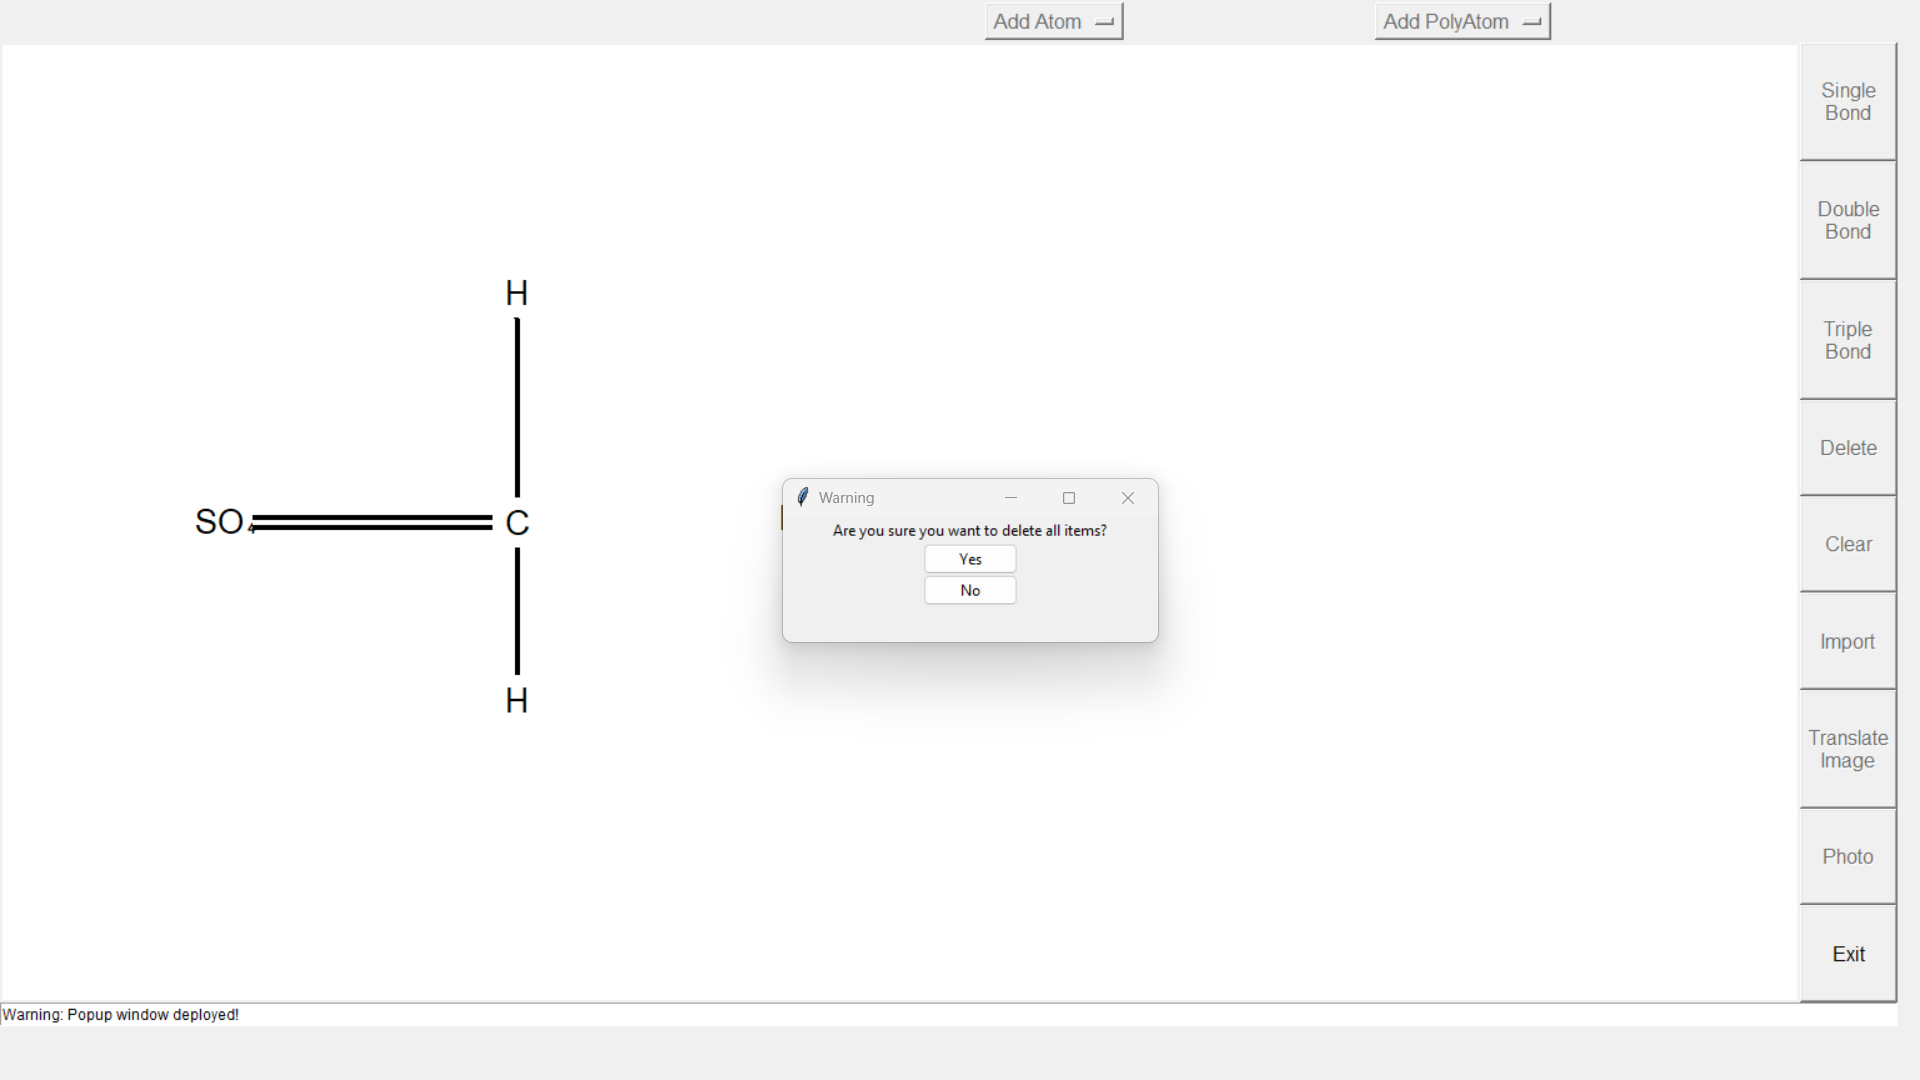 Add Atom
Add PolyAtom
Single
Bond
Double
Bond
Triple
Bond
Delete
Clear
Import
Translate
Image
Photo
Exit
H
SO4
C
H
Warning
Are you sure you want to delete all items?
Yes
No
Warning: Popup window deployed!